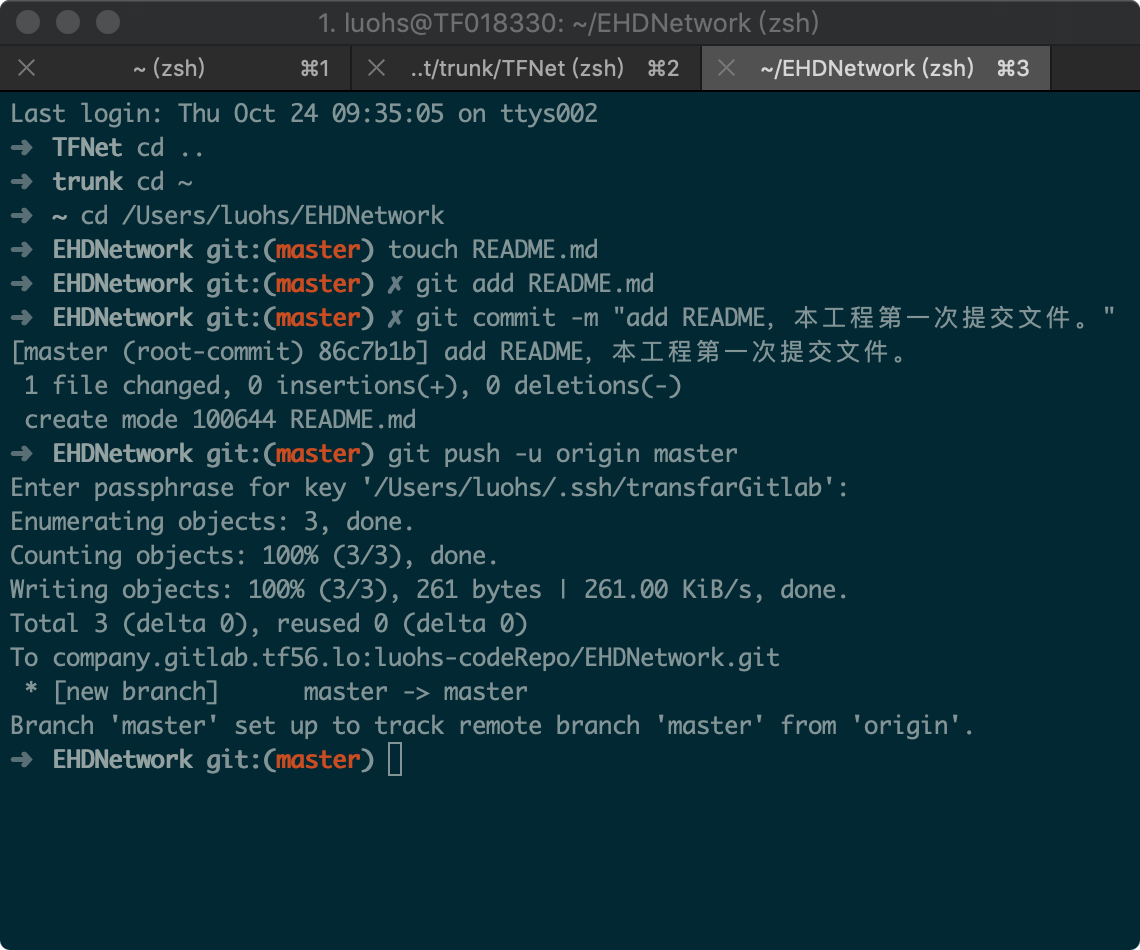 1. luohs@TF018330: ~/EHDNetwork (zsh)
~ (zsh) ⌘1 ..t/trunk/TFNet (zsh) ⌘2 ~/EHDNetwork (zsh) ⌘3
Last login: Thu Oct 24 09:35:05 on ttys002
➜ TFNet cd ..
➜ trunk cd ~
➜ ~ cd /Users/luohs/EHDNetwork
➜ EHDNetwork git:(master) touch README.md
➜ EHDNetwork git:(master) ✗ git add README.md
➜ EHDNetwork git:(master) ✗ git commit -m "add README, 本工程第一次提交文件。"
[master (root-commit) 86c7b1b] add README, 本工程第一次提交文件。
1 file changed, 0 insertions(+), 0 deletions(-)
create mode 100644 README.md
➜ EHDNetwork git:(master) git push -u origin master
Enter passphrase for key '/Users/luohs/.ssh/transfarGitlab':
Enumerating objects: 3, done.
Counting objects: 100% (3/3), done.
Writing objects: 100% (3/3), 261 bytes | 261.00 KiB/s, done.
Total 3 (delta 0), reused 0 (delta 0)
To company.gitlab.tf56.lo:luohs-codeRepo/EHDNetwork.git
* [new branch] master -> master
Branch 'master' set up to track remote branch 'master' from 'origin'.
➜ EHDNetwork git:(master)